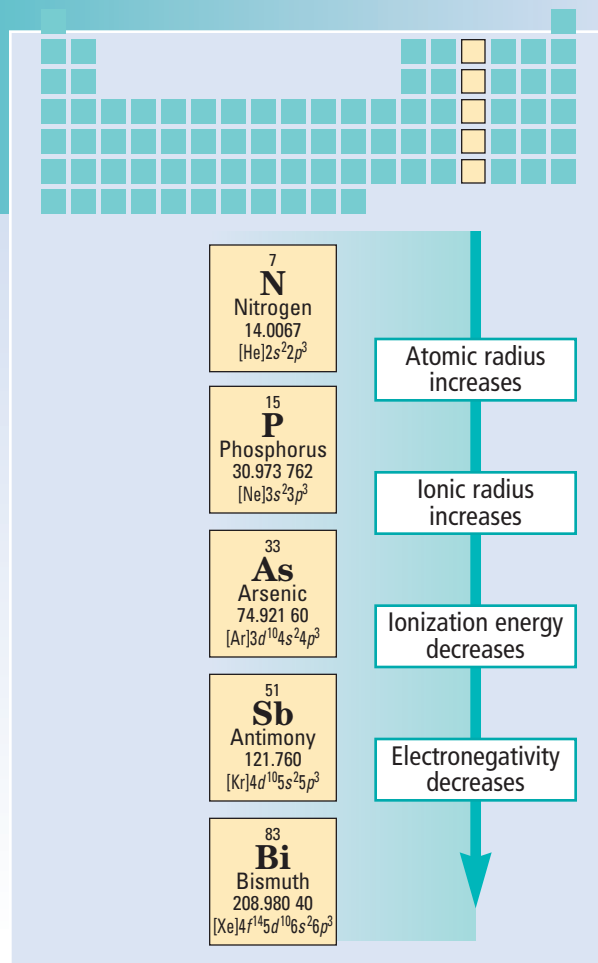 7
N
Nitrogen
14.0067
[He]2s²2p³
15
P
Phosphorus
30.973 762
[Ne]3s²3p³
33
As
Arsenic
74.921 60
[Ar]3d¹⁰4s²4p³
51
Sb
Antimony
121.760
[Kr]4d¹⁰5s²5p³
83
Bi
Bismuth
208.980 40
[Xe]4f¹⁴5d¹⁰6s²6p³
Atomic radius
increases
Ionic radius
increases
Ionization energy
decreases
Electronegativity
decreases